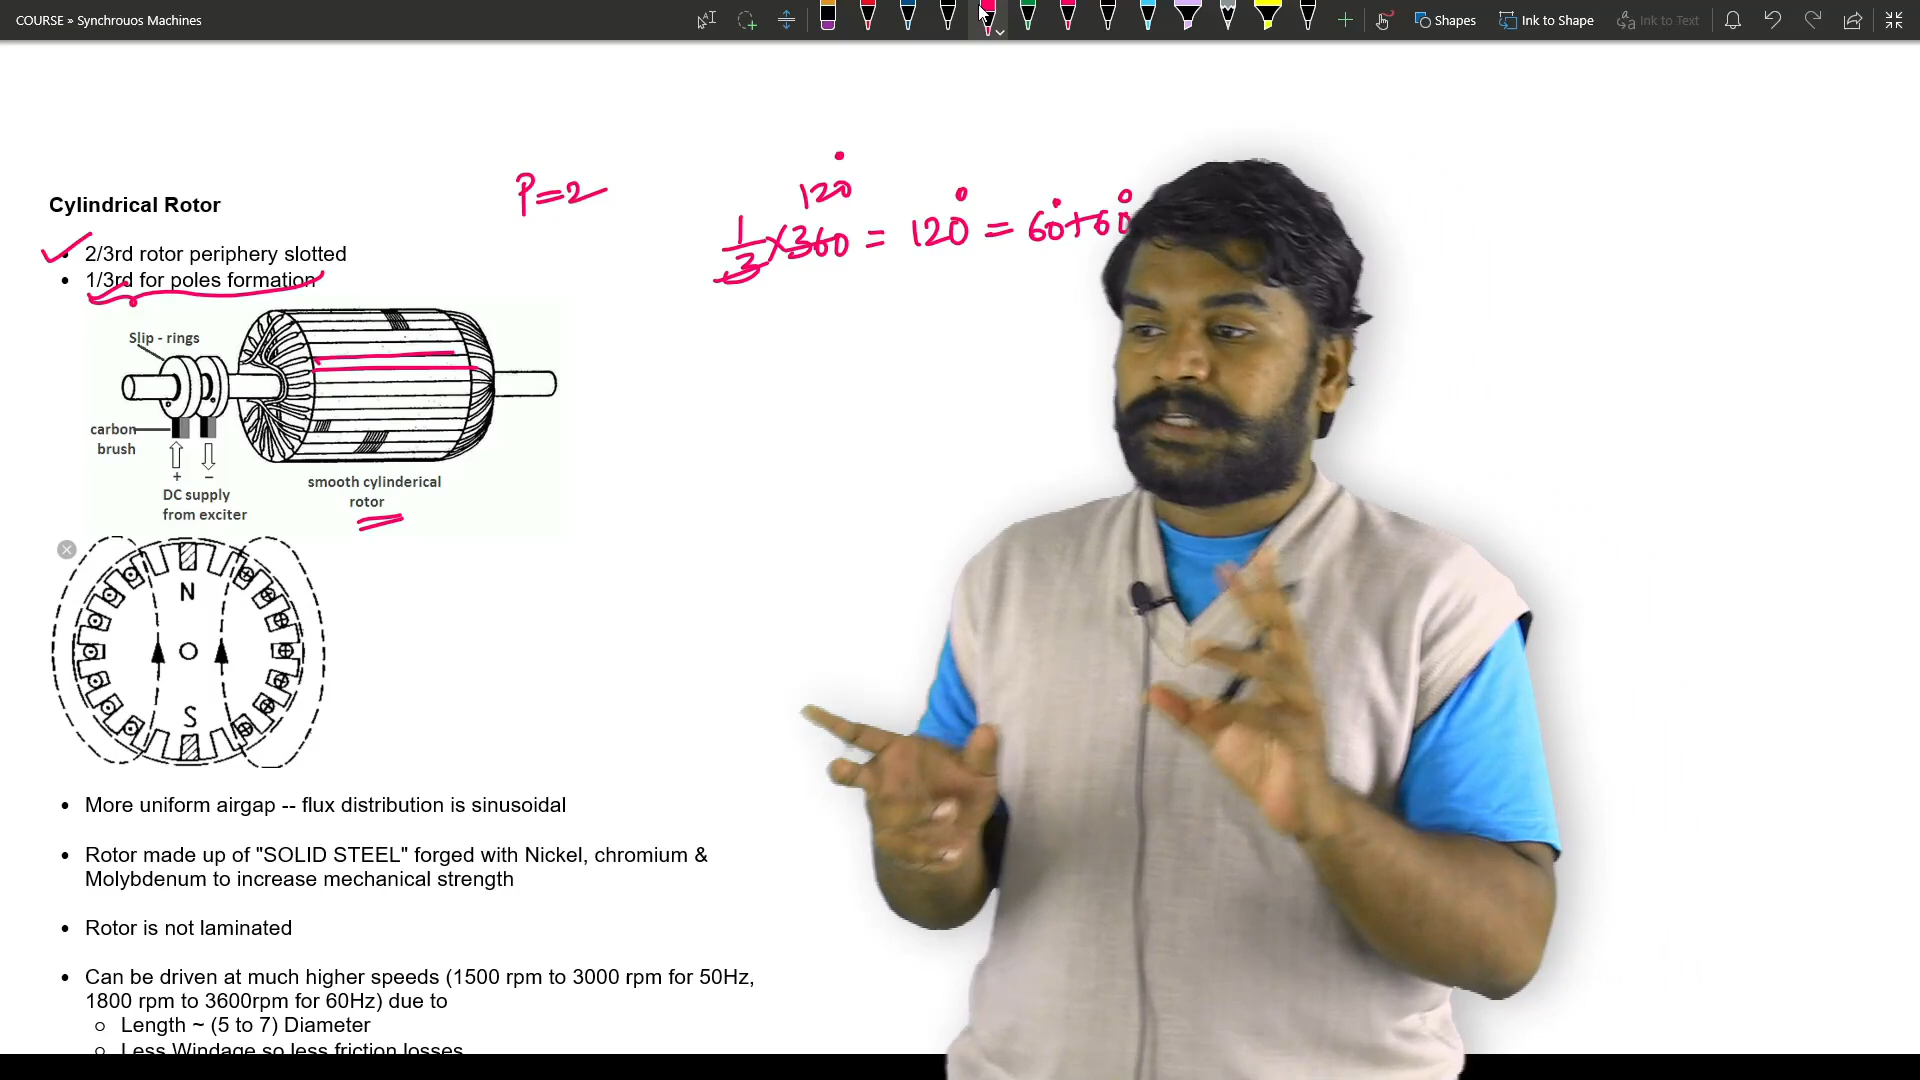 COURSE » Synchrouos Machines
Shapes
Ink to Shape
Ink to Text
P=2
120°
1/3 × 360 = 120° = 60° + 60°
Cylindrical Rotor
• 2/3rd rotor periphery slotted
• 1/3rd for poles formation
Slip - rings
carbon
brush
+ -
DC supply
from exciter
smooth cylinderical
rotor
N
S
• More uniform airgap -- flux distribution is sinusoidal
• Rotor made up of "SOLID STEEL" forged with Nickel, chromium &
Molybdenum to increase mechanical strength
• Rotor is not laminated
• Can be driven at much higher speeds (1500 rpm to 3000 rpm for 50Hz,
1800 rpm to 3600rpm for 60Hz) due to
o Length ~ (5 to 7) Diameter
o Less Windage so less friction losses